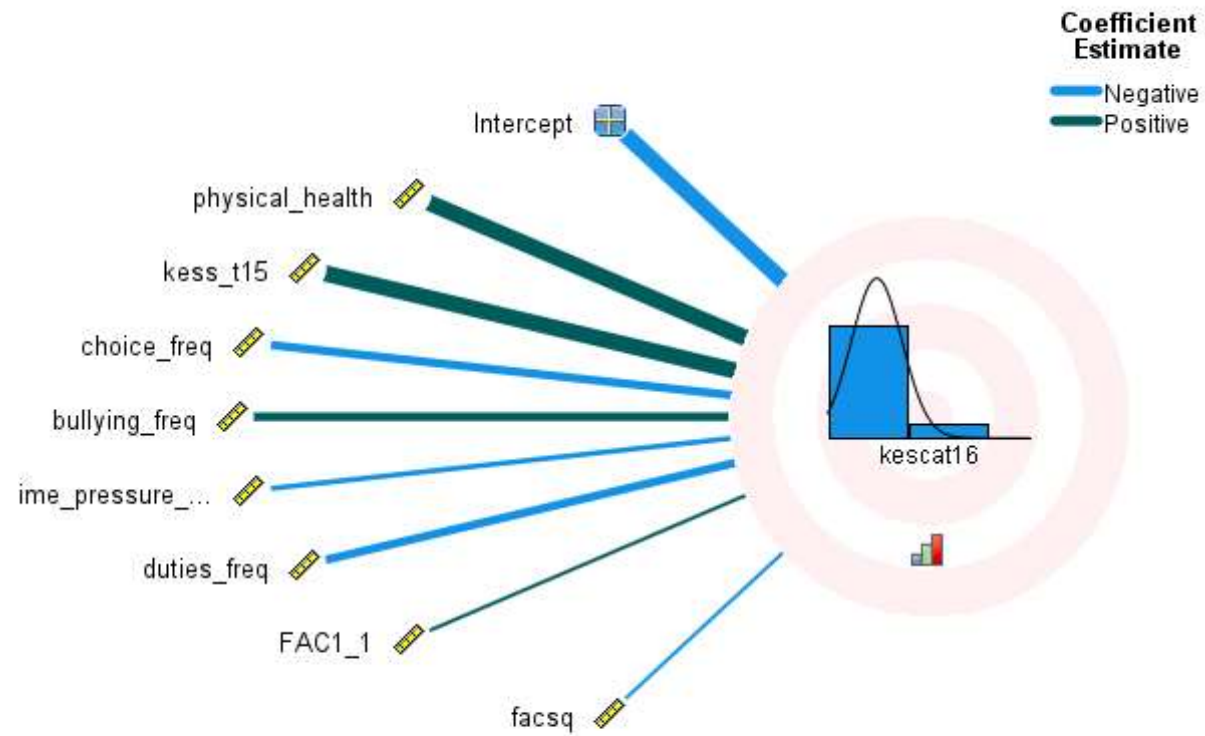 Coefficient
Estimate
Negative
Positive
Intercept
physical_health
kess_t15
choice_freq
bullying_freq
ime_pressure_...
duties_freq
FAC1_1
facsq
kescat16